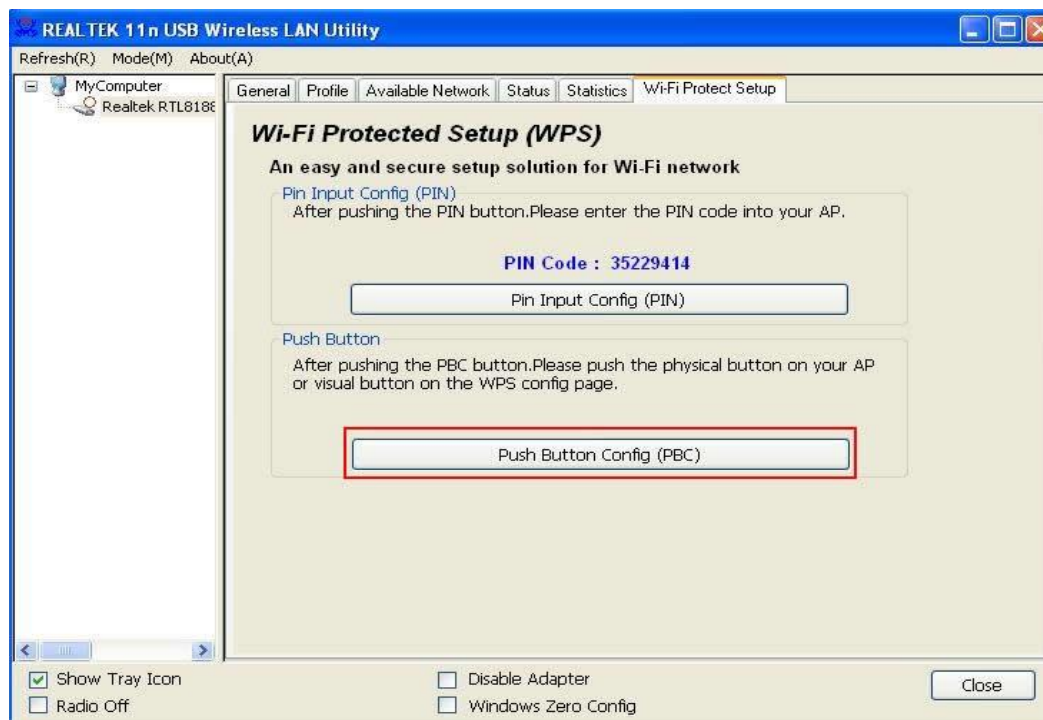 REALTEK 11n USB Wireless LAN Utility
Refresh(R) Mode(M) About(A)
MyComputer
Realtek RTL8188
General Profile Available Network Status Statistics Wi-Fi Protect Setup
Wi-Fi Protected Setup (WPS)
An easy and secure setup solution for Wi-Fi network
Pin Input Config (PIN)
After pushing the PIN button.Please enter the PIN code into your AP.
PIN Code : 35229414
Pin Input Config (PIN)
Push Button
After pushing the PBC button.Please push the physical button on your AP
or visual button on the WPS config page.
Push Button Config (PBC)
Show Tray Icon
Radio Off
Disable Adapter
Windows Zero Config
Close